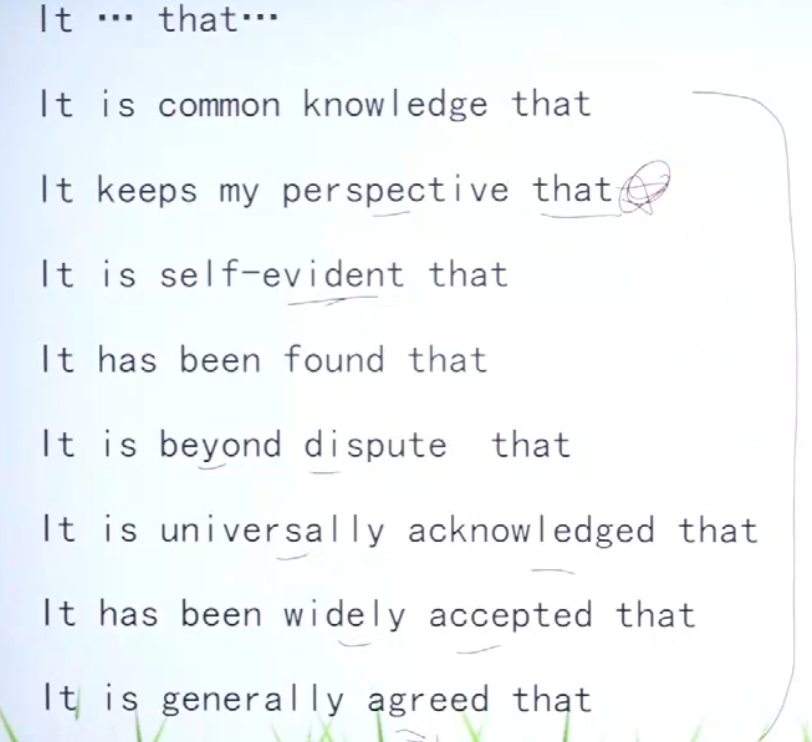 It … that…
It is common knowledge that
It keeps my perspective that
It is self-evident that
It has been found that
It is beyond dispute that
It is universally acknowledged that
It has been widely accepted that
It is generally agreed that